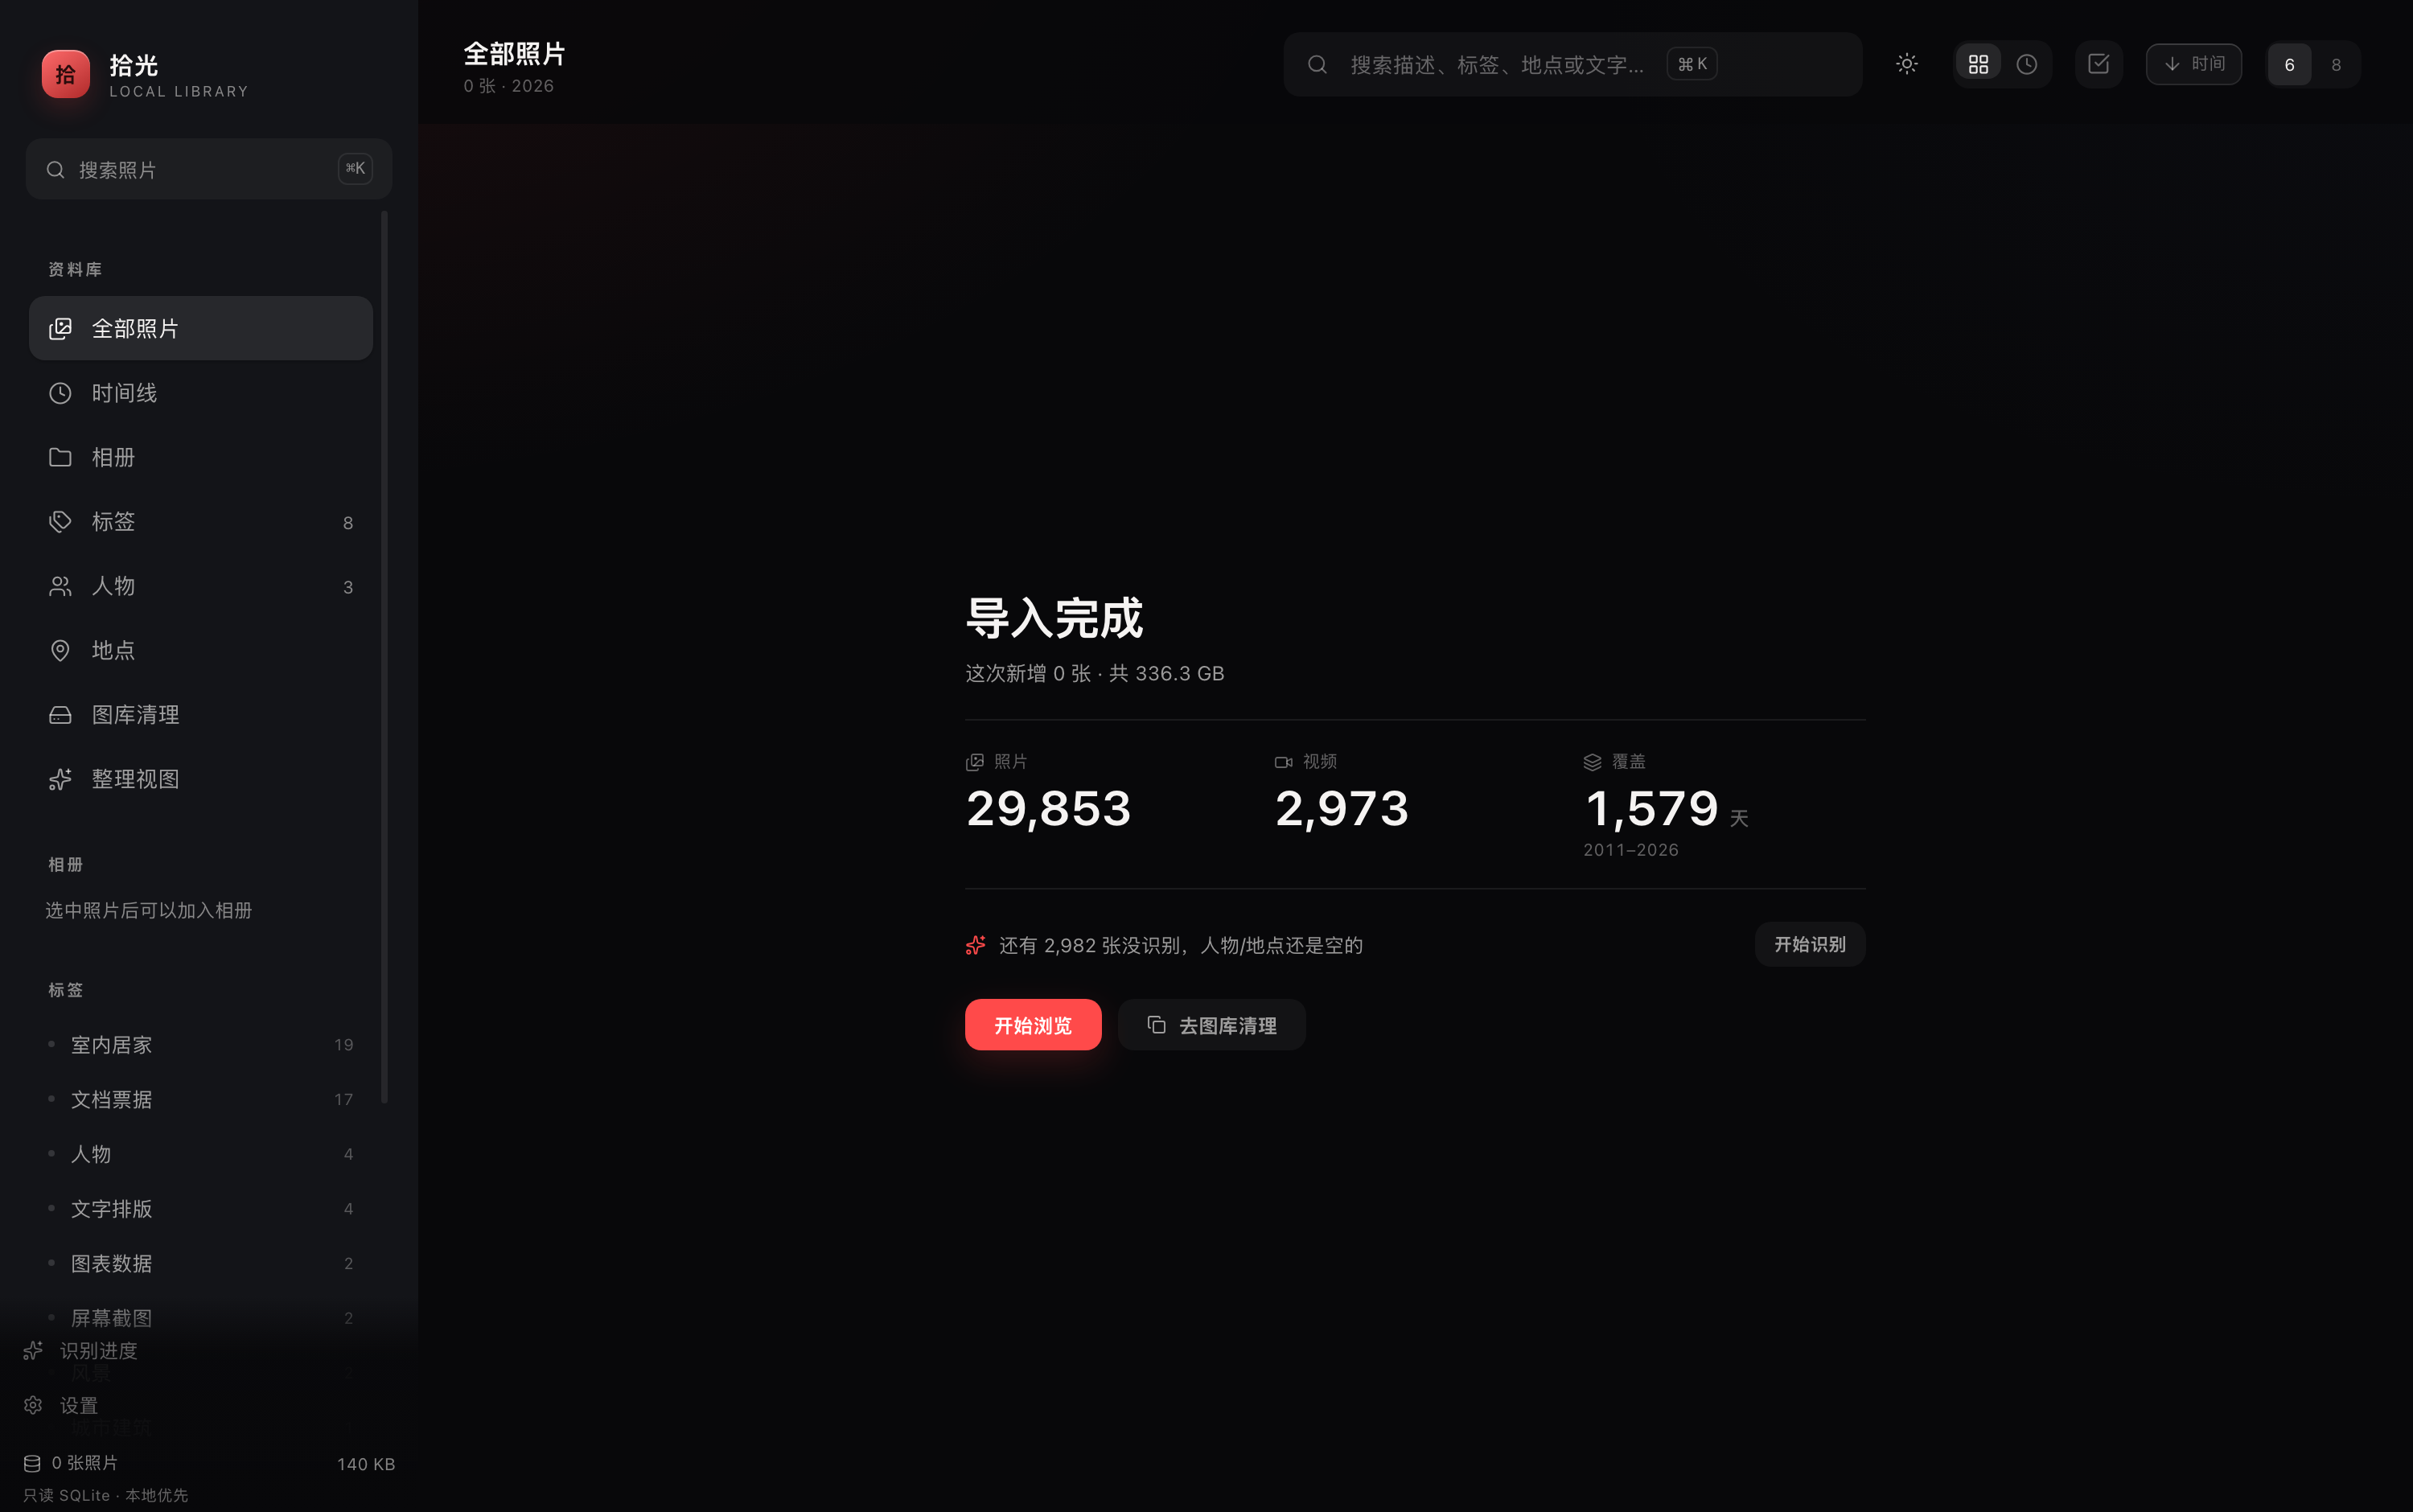 拾
拾光
LOCAL LIBRARY
搜索照片
⌘K
资料库
全部照片
时间线
相册
标签 8
人物 3
地点
图库清理
整理视图
相册
选中照片后可以加入相册
标签
室内居家 19
文档票据 17
人物 4
文字排版 4
图表数据 2
屏幕截图 2
识别进度
风景 2
设置
城市建筑
0 张照片 140 KB
只读 SQLite · 本地优先
全部照片
0 张 · 2026
搜索描述、标签、地点或文字... ⌘ K
时间
6 8
导入完成
这次新增 0 张 · 共 336.3 GB
照片 视频 覆盖
29,853 2,973 1,579 天
2011–2026
还有 2,982 张没识别，人物/地点还是空的 开始识别
开始浏览 去图库清理